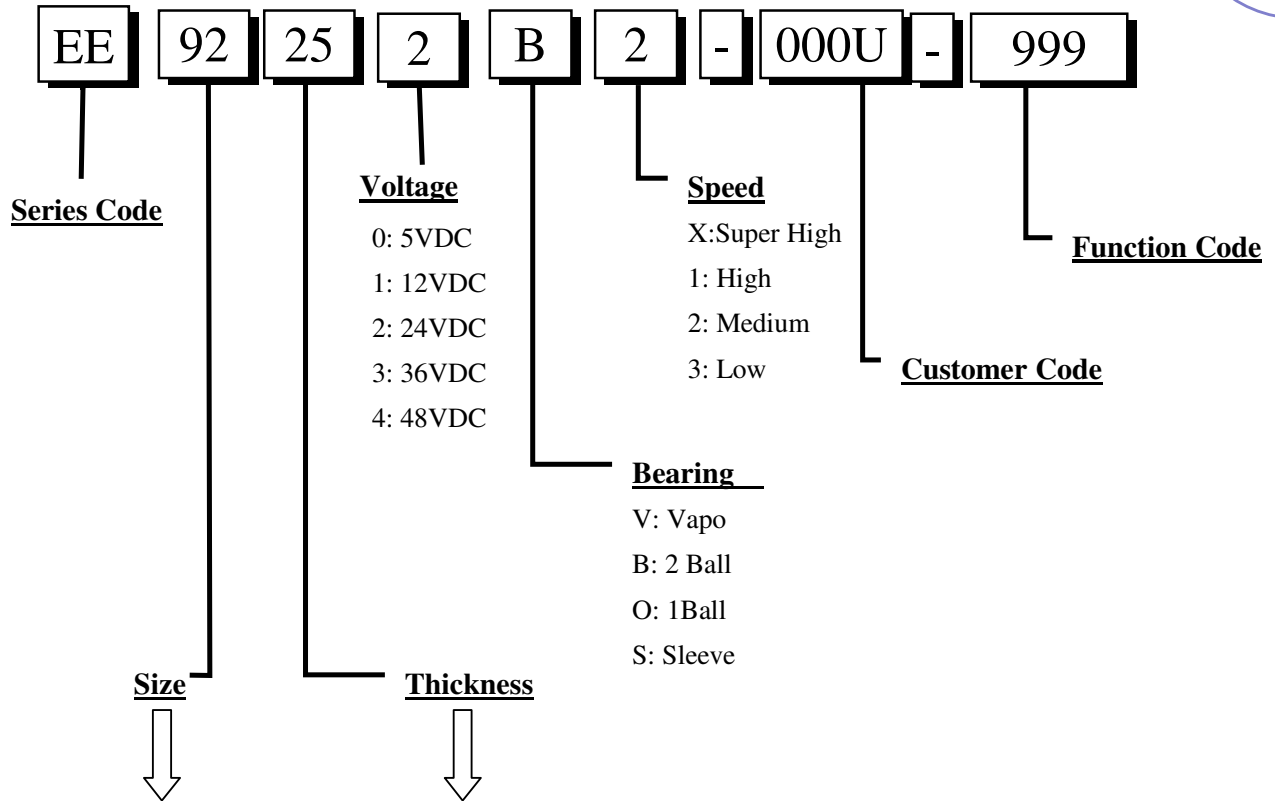 EE 92 25 2 B 2 - 000U - 999
Series Code
Voltage
0: 5VDC
1: 12VDC
2: 24VDC
3: 36VDC
4: 48VDC
Speed
X:Super High
1: High
2: Medium
3: Low
Function Code
Customer Code
Bearing
V: Vapo
B: 2 Ball
O: 1Ball
S: Sleeve
Size
Thickness